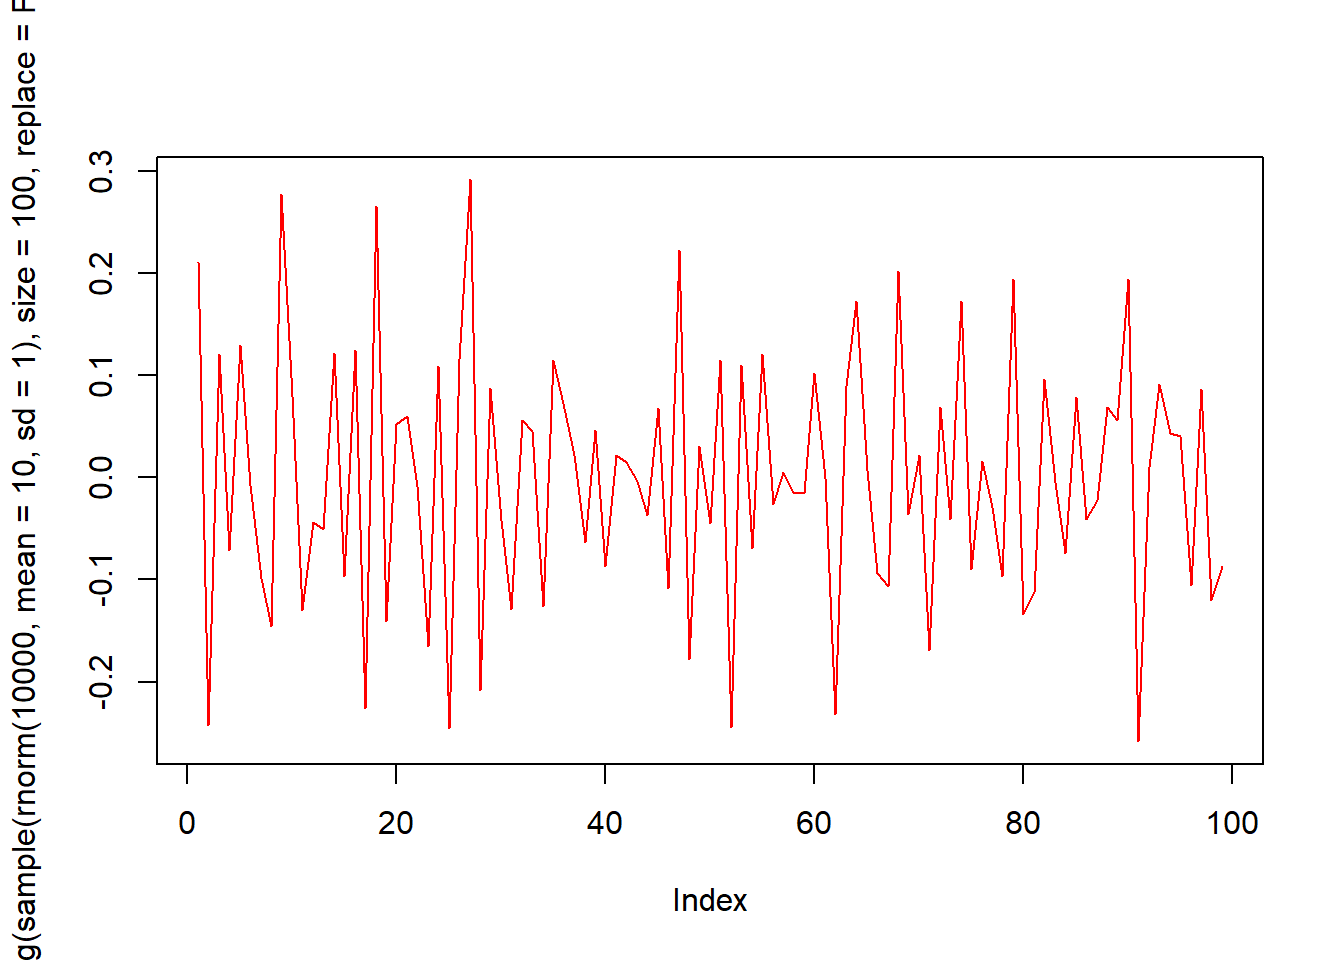 g(sample(rnorm(10000, mean = 10, sd = 1), size = 100, replace = F
0.3
0.2
0.1
0.0
-0.1
-0.2
0 20 40 60 80 100
Index